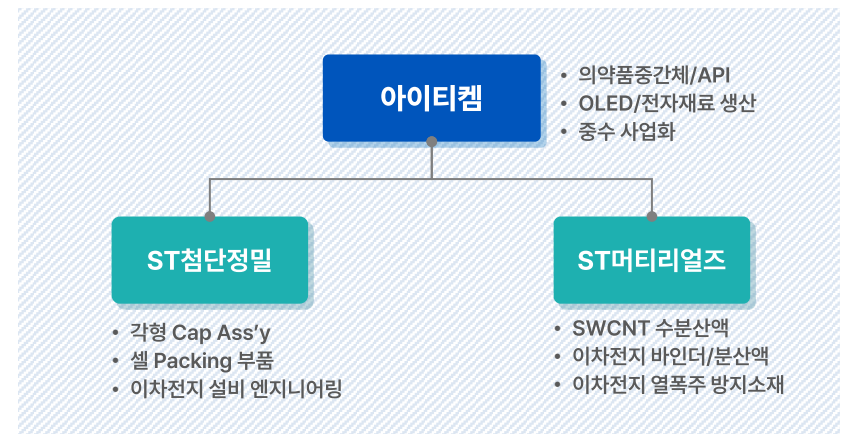 아이티켐
• 의약품중간체/API
• OLED/전자재료 생산
• 중수 사업화
ST첨단정밀
• 각형 Cap Ass’y
• 셀 Packing 부품
• 이차전지 설비 엔지니어링
ST머티리얼즈
• SWCNT 수분산액
• 이차전지 바인더/분산액
• 이차전지 열폭주 방지소재